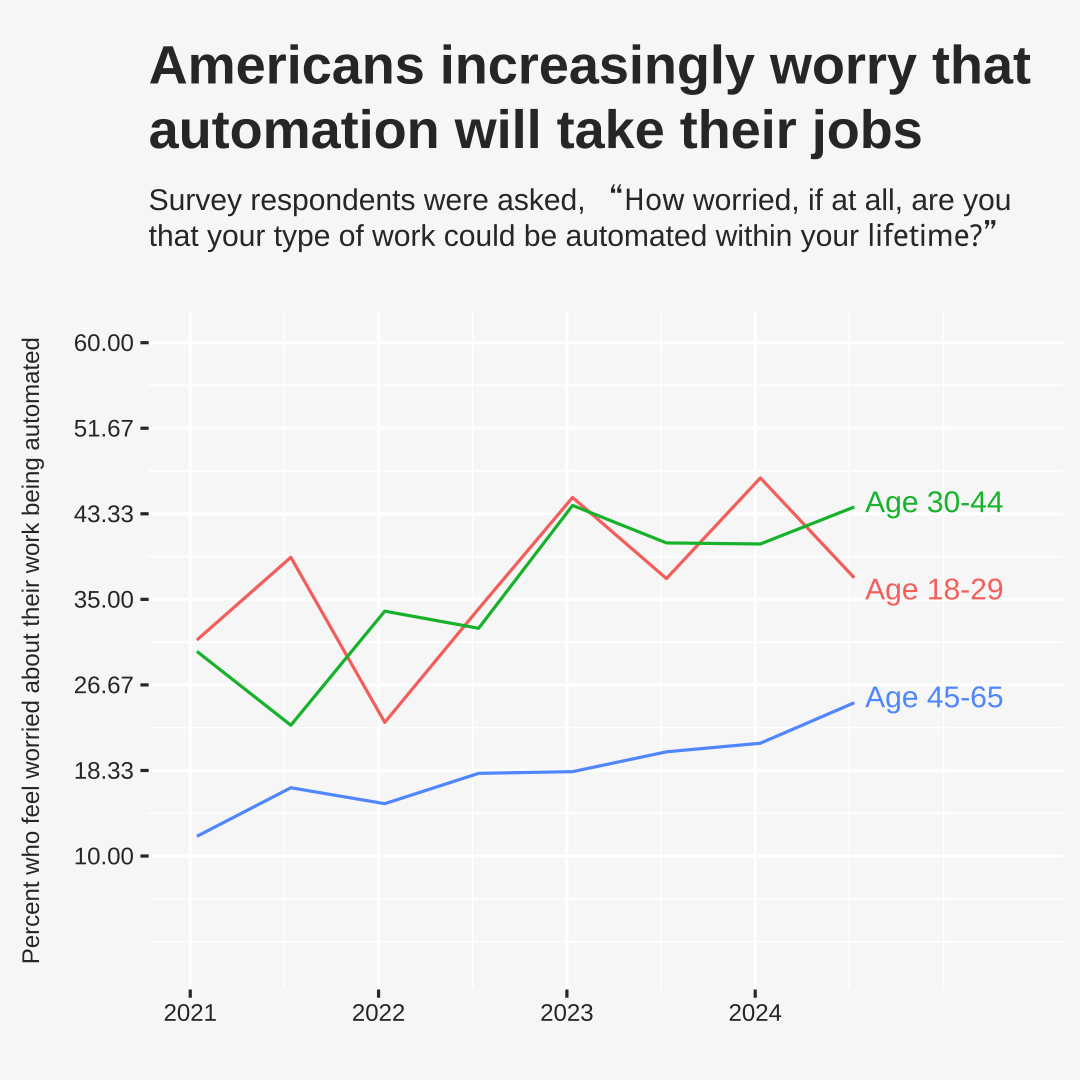 Americans increasingly worry that
automation will take their jobs
Survey respondents were asked, “How worried, if at all, are you
that your type of work could be automated within your lifetime?”
Percent who feel worried about their work being automated
60.00
51.67
43.33
35.00
26.67
18.33
10.00
Age 30-44
Age 18-29
Age 45-65
2021
2022
2023
2024